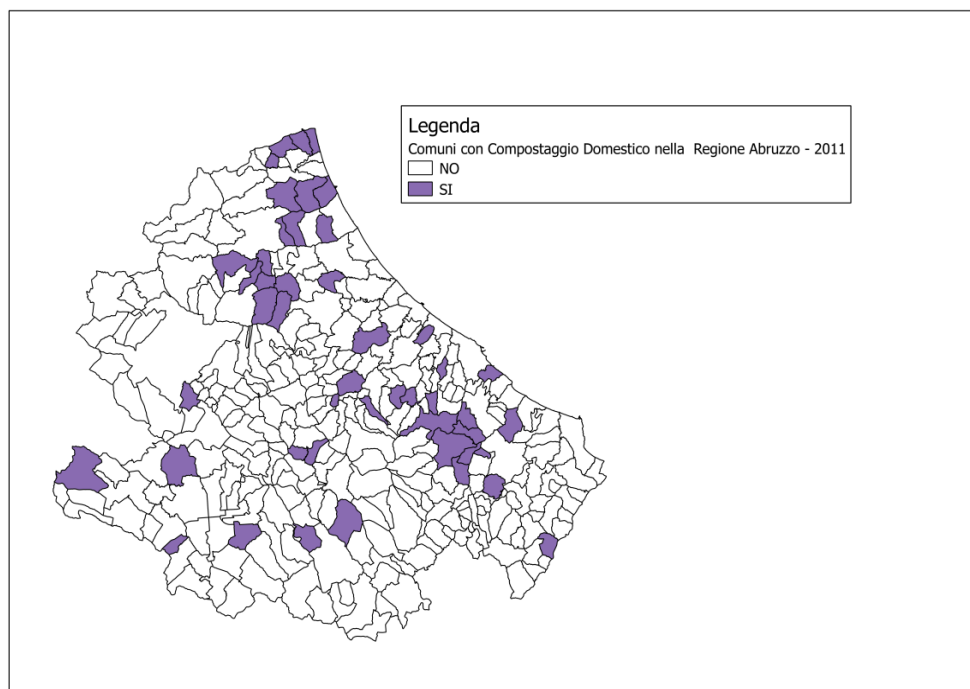 Legenda
Comuni con Compostaggio Domestico nella  Regione Abruzzo - 2011
NO
SI